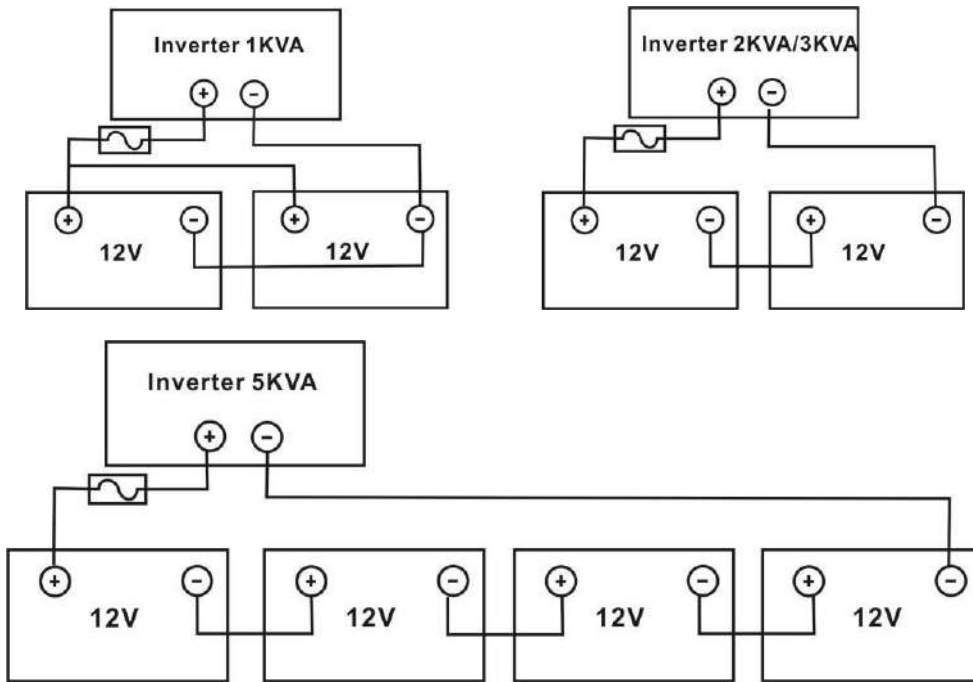 Inverter 1KVA
Inverter 2KVA/3KVA
+ -
+ -
+ - + -
+ - + -
12V 12V
12V 12V
Inverter 5KVA
+ -
+ - + - + - + -
12V 12V 12V 12V